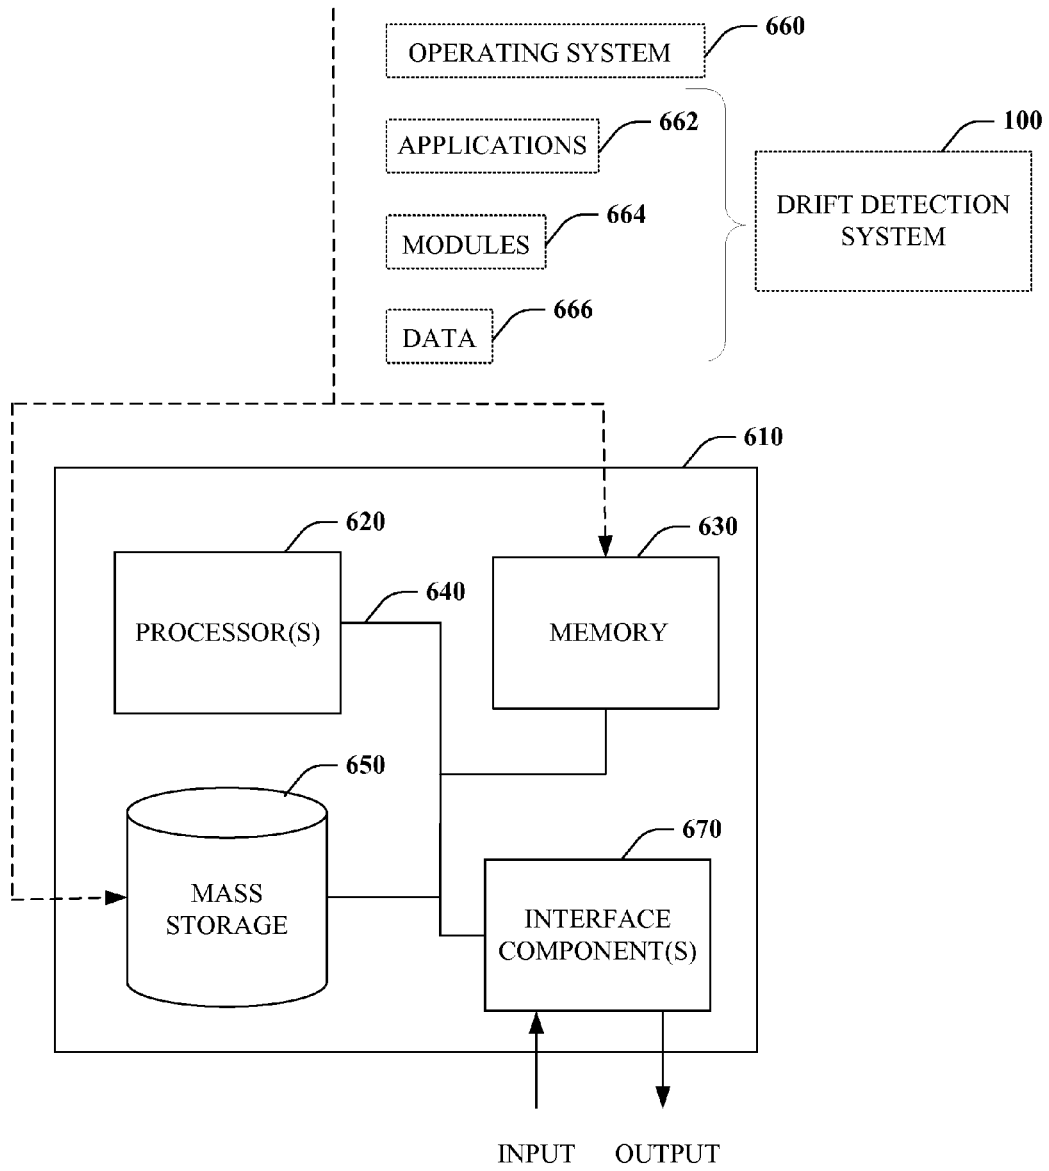 660
OPERATING SYSTEM
662
APPLICATIONS
100
DRIFT DETECTION
SYSTEM
664
MODULES
666
DATA
610
620
PROCESSOR(S)
630
MEMORY
640
650
MASS
STORAGE
670
INTERFACE
COMPONENT(S)
INPUT
OUTPUT